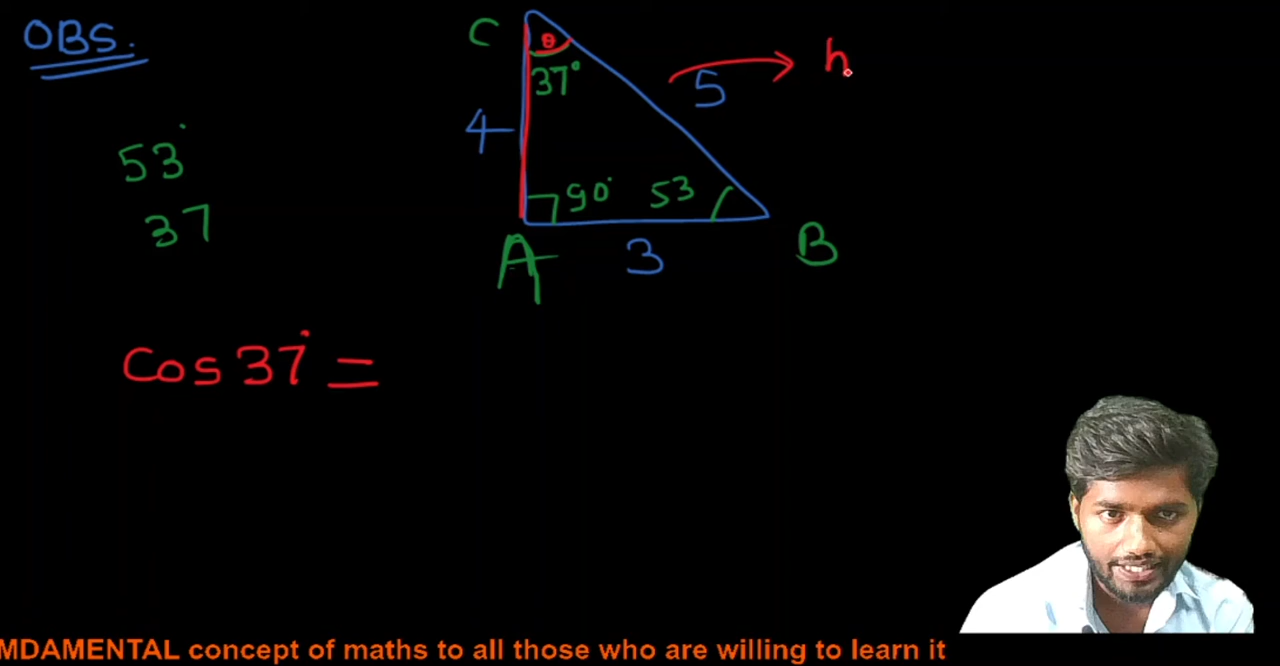 OBS.
C
θ
37°
5
h
4
53°
37
90°
53
A
3
B
Cos 37° =
MDAMENTAL concept of maths to all those who are willing to learn it